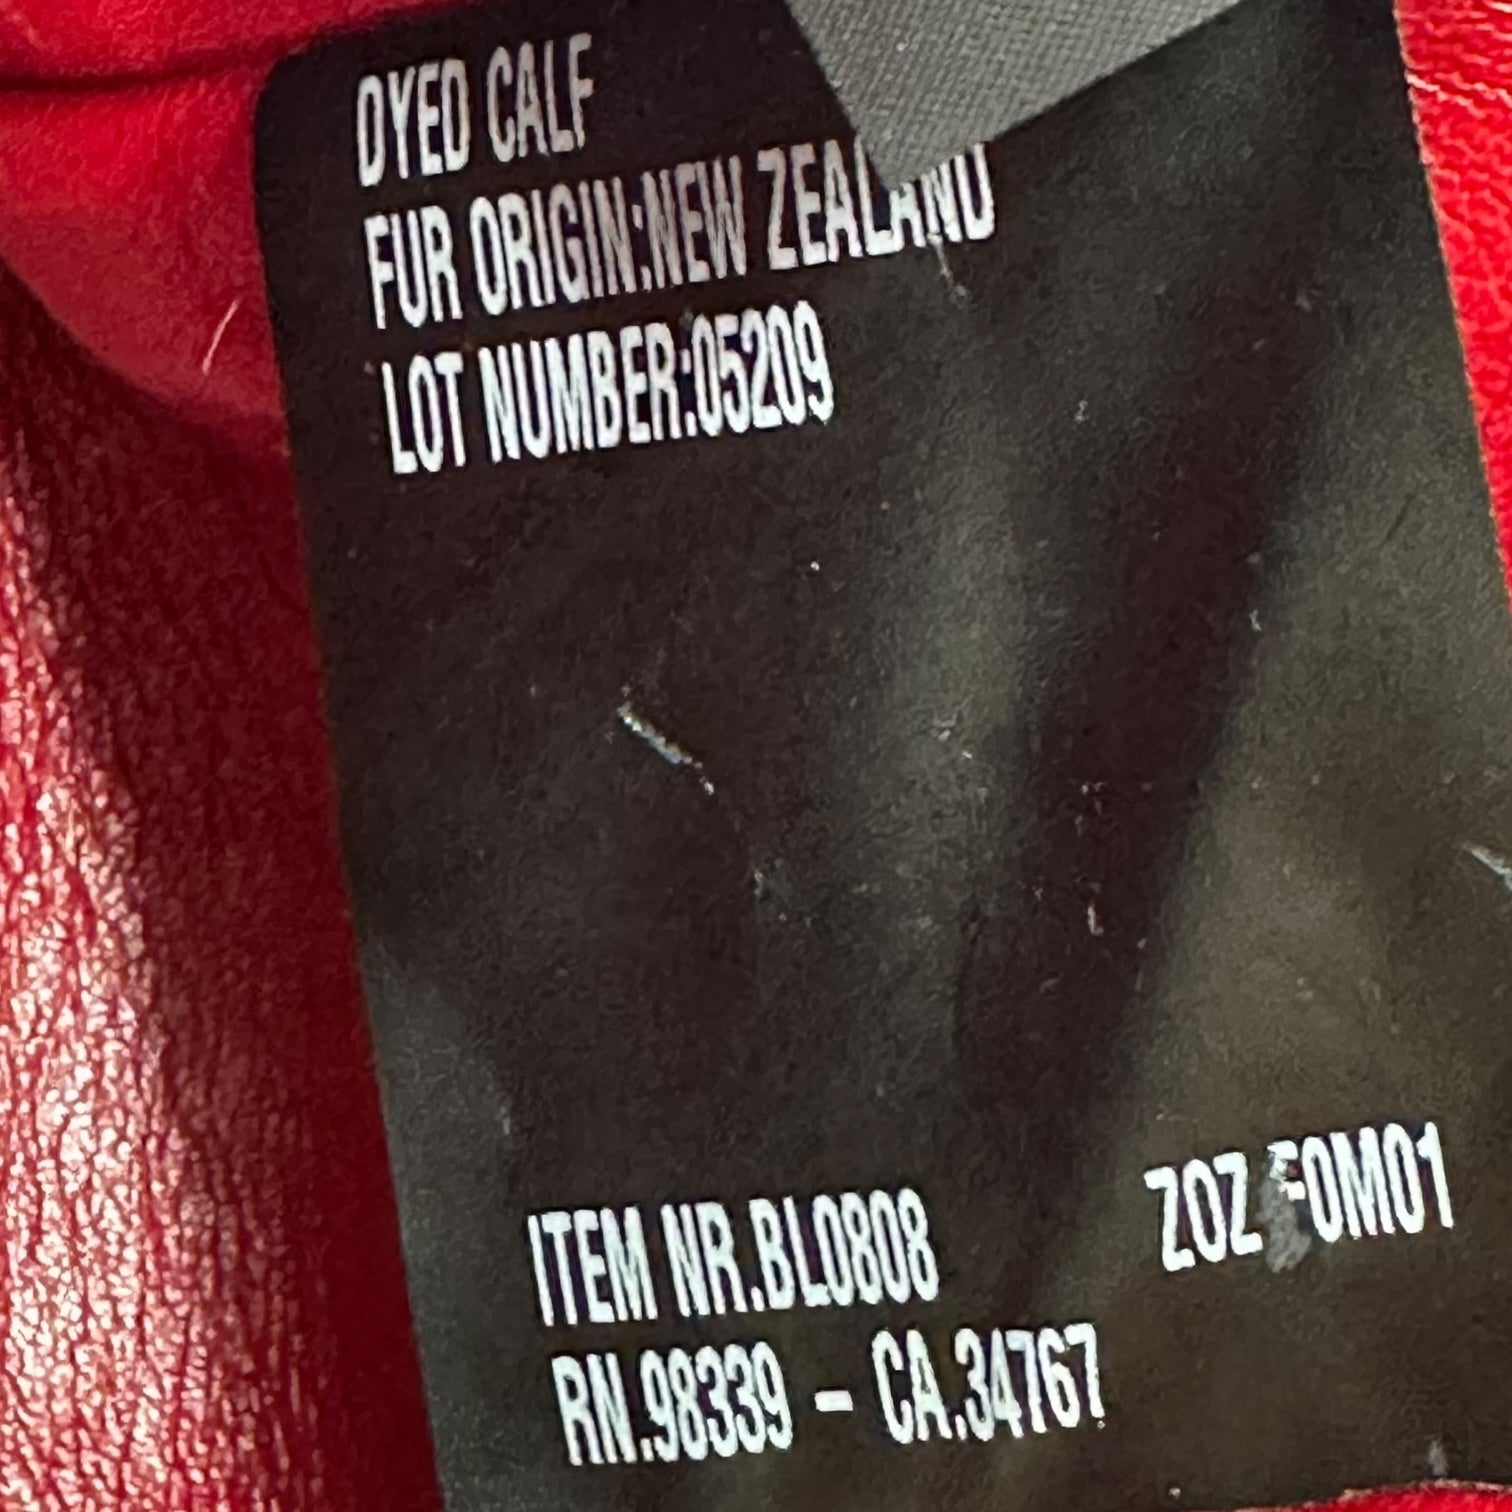 DYED CALF
FUR ORIGIN:NEW ZEALAND
LOT NUMBER:05209
ITEM NR.BL0808
ZOZ F0M01
RN.98339 - CA.34767